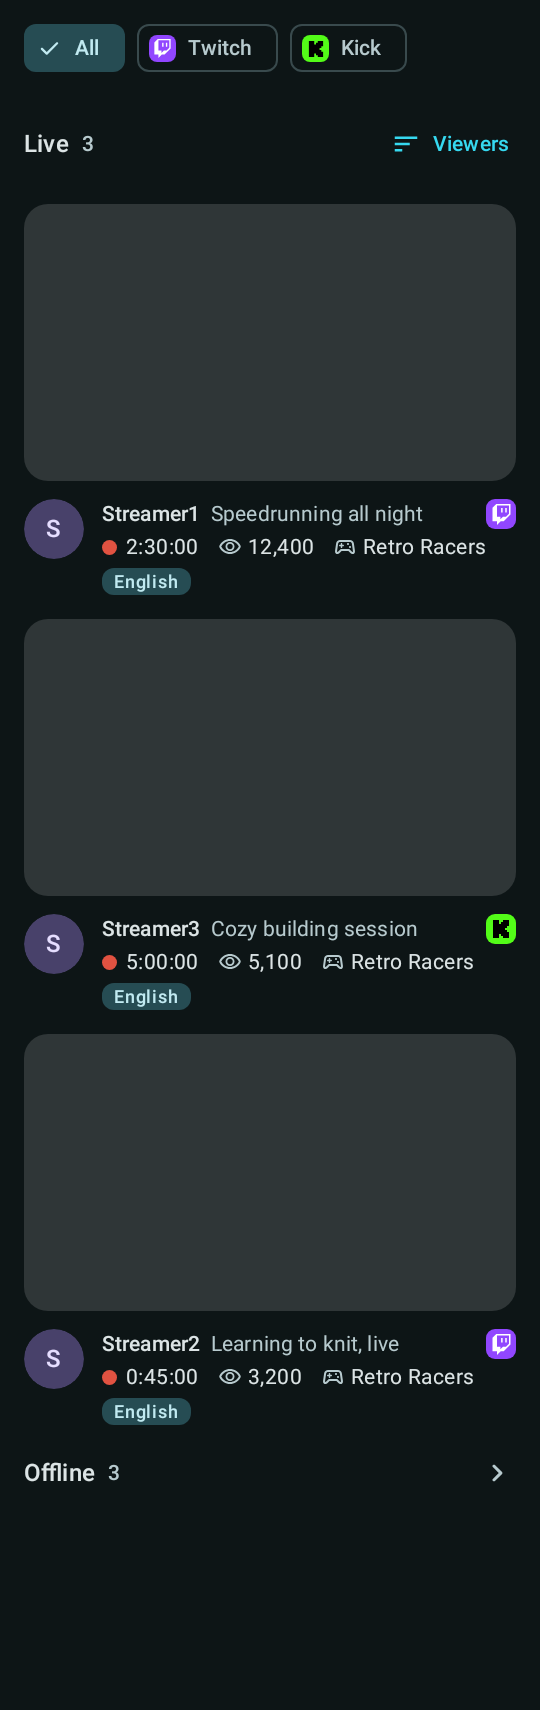 All Twitch Kick
Live 3 Viewers
Streamer1 Speedrunning all night
2:30:00 12,400 Retro Racers
English
Streamer3 Cozy building session
5:00:00 5,100 Retro Racers
English
Streamer2 Learning to knit, live
0:45:00 3,200 Retro Racers
English
Offline 3